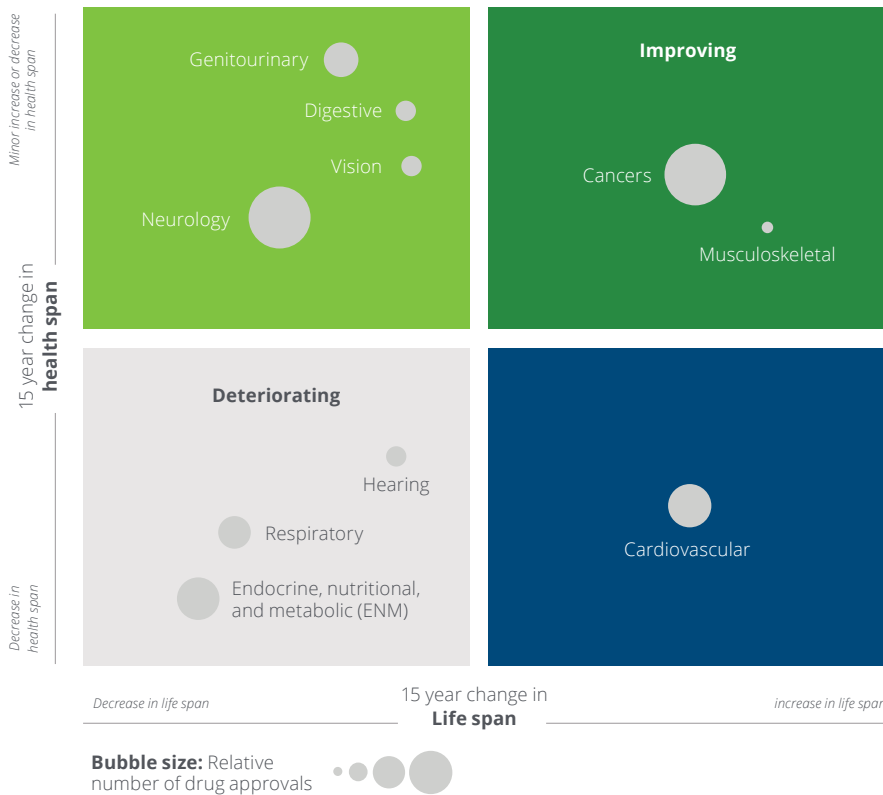 Minor increase or decrease
in health span
15 year change in
health span
Decrease in
health span
Genitourinary
Digestive
Vision
Neurology
Improving
Cancers
Musculoskeletal
Deteriorating
Hearing
Respiratory
Endocrine, nutritional,
and metabolic (ENM)
Cardiovascular
Decrease in life span
15 year change in
Life span
increase in life span
Bubble size: Relative
number of drug approvals